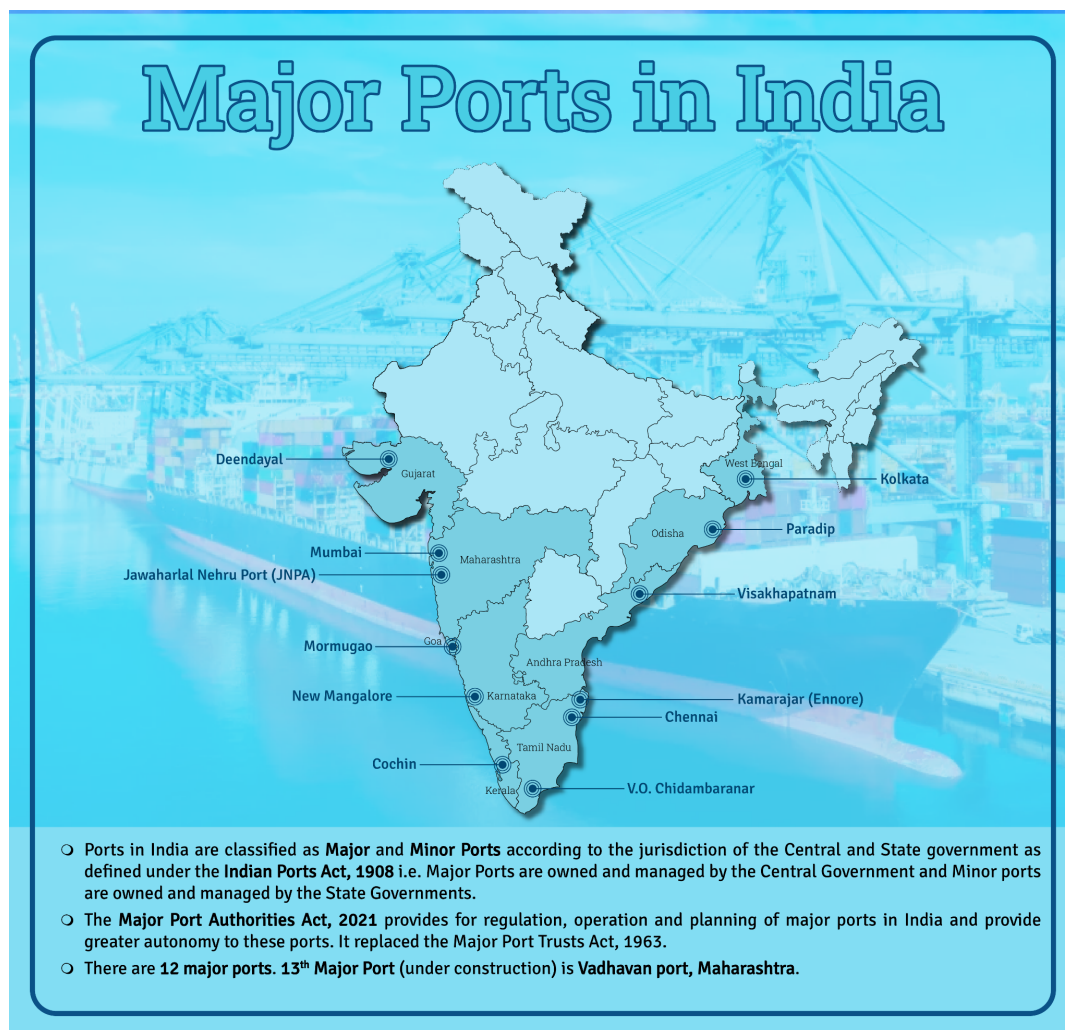 Major Ports in India
Deendayal
Gujarat
West Bengal
Kolkata
Odisha
Paradip
Mumbai
Maharashtra
Jawaharlal Nehru Port (JNPA)
Visakhapatnam
Goa
Mormugao
Andhra Pradesh
New Mangalore
Karnataka
Kamarajar (Ennore)
Chennai
Tamil Nadu
Cochin
Kerala
V.O. Chidambaranar
❍ Ports in India are classified as Major and Minor Ports according to the jurisdiction of the Central and State government as
defined under the Indian Ports Act, 1908 i.e. Major Ports are owned and managed by the Central Government and Minor ports
are owned and managed by the State Governments.
❍ The Major Port Authorities Act, 2021 provides for regulation, operation and planning of major ports in India and provide
greater autonomy to these ports. It replaced the Major Port Trusts Act, 1963.
❍ There are 12 major ports. 13th Major Port (under construction) is Vadhavan port, Maharashtra.